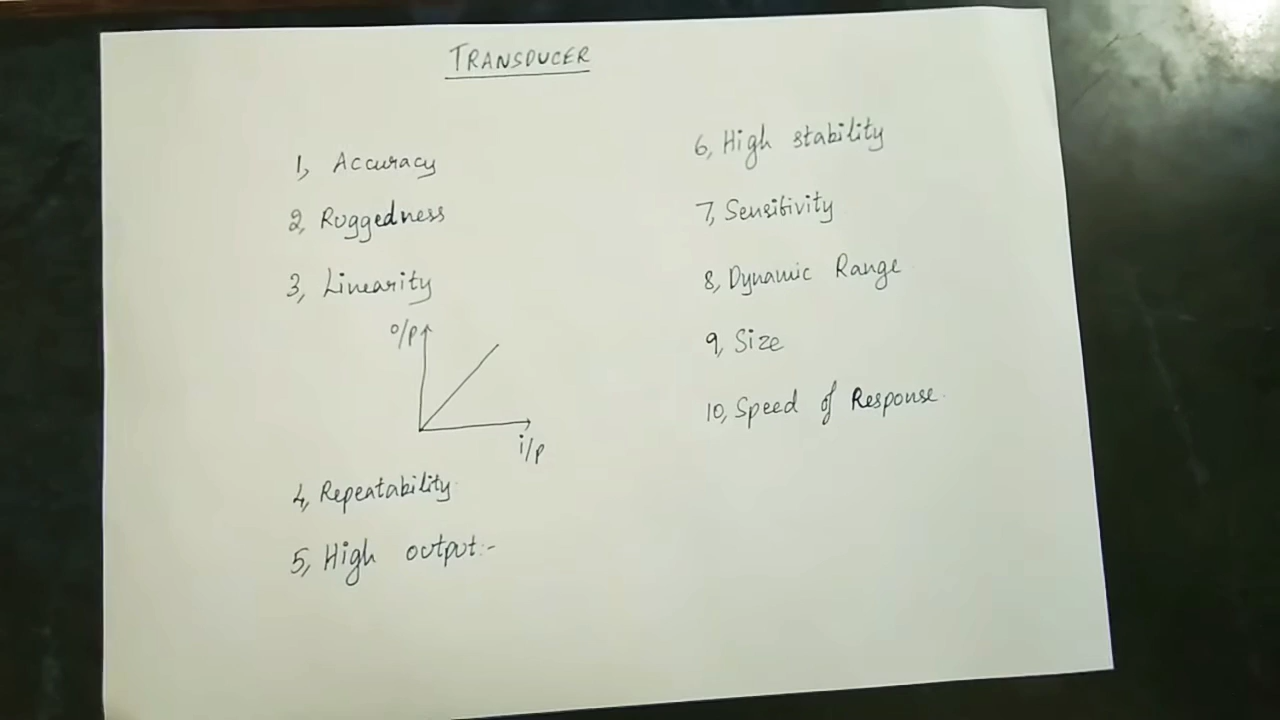 TRANSDUCER
1, Accuracy
2, Ruggedness
3, Linearity
o/p
i/p
4, Repeatability
5, High output:-
6, High stability
7, Sensitivity
8, Dynamic Range
9, Size
10, Speed of Response